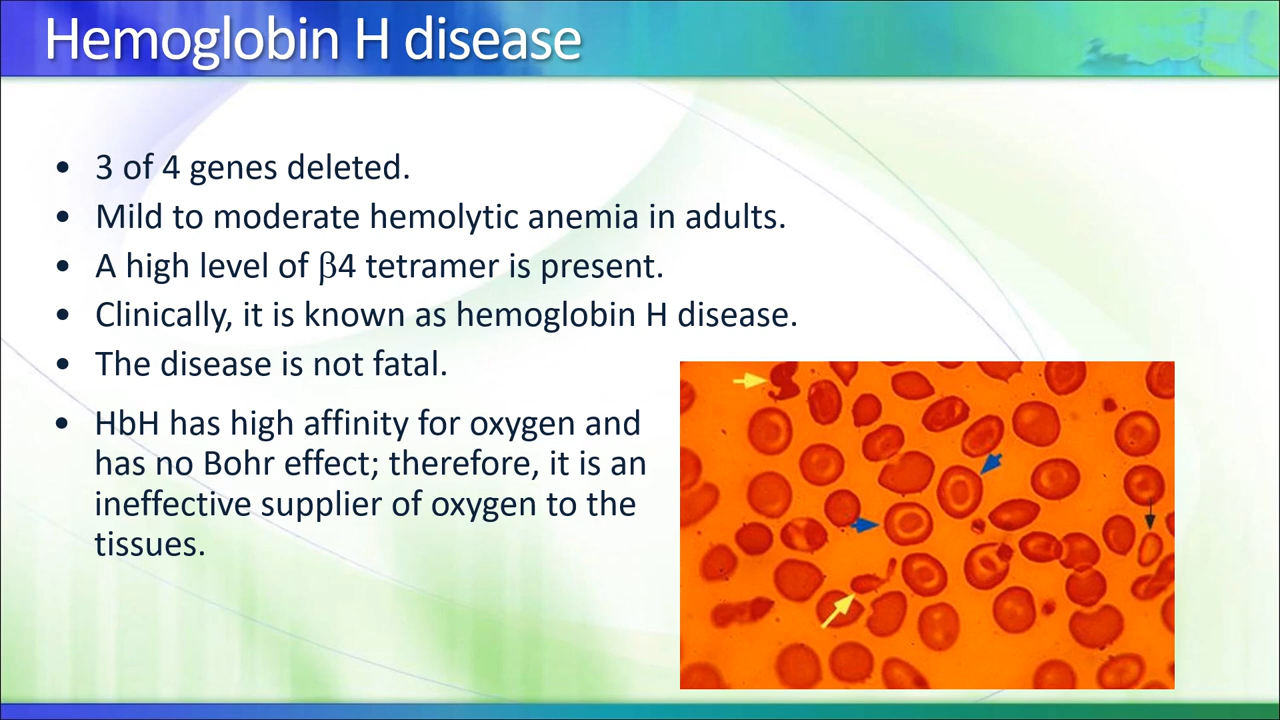 Hemoglobin H disease
• 3 of 4 genes deleted.
• Mild to moderate hemolytic anemia in adults.
• A high level of β4 tetramer is present.
• Clinically, it is known as hemoglobin H disease.
• The disease is not fatal.
• HbH has high affinity for oxygen and
has no Bohr effect; therefore, it is an
ineffective supplier of oxygen to the
tissues.